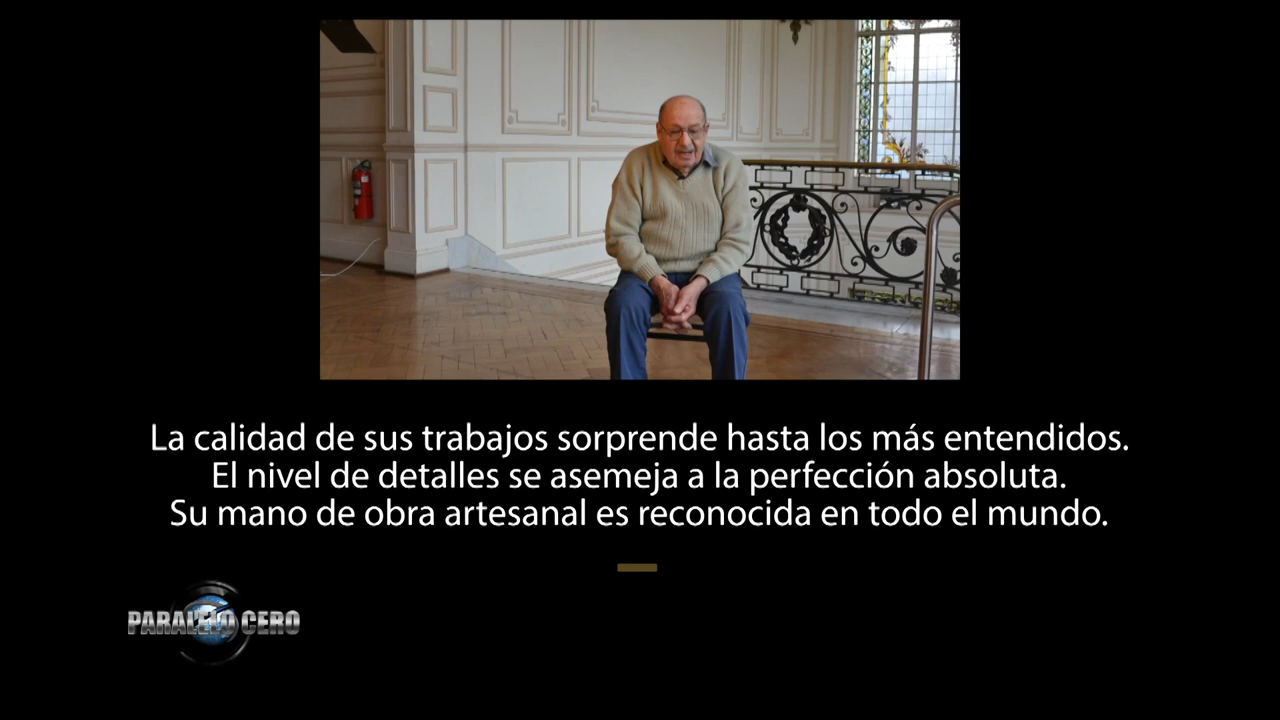 La calidad de sus trabajos sorprende hasta los más entendidos.
El nivel de detalles se asemeja a la perfección absoluta.
Su mano de obra artesanal es reconocida en todo el mundo.
PARALELO CERO